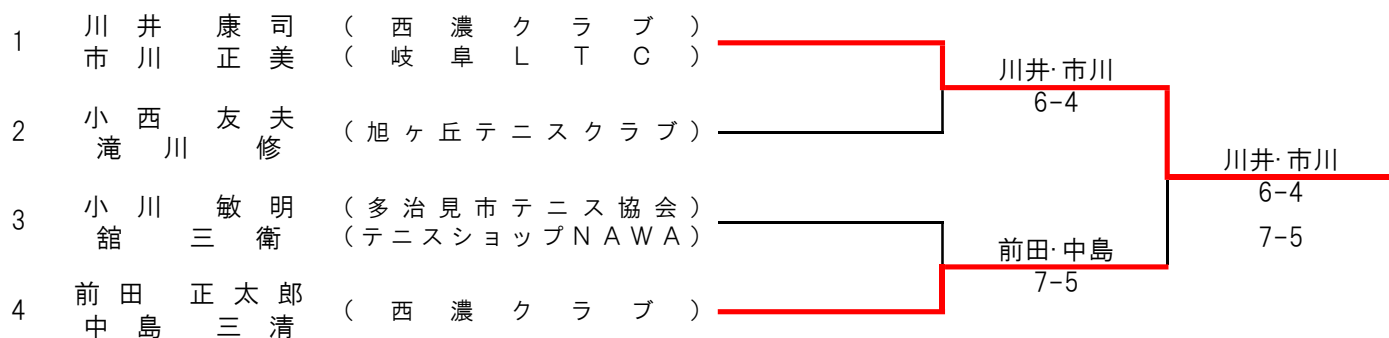 1 川井 康司 (西濃クラブ)
市川 正美 (岐阜LTC)
川井・市川
6-4
2 小西 友夫 (旭ヶ丘テニスクラブ)
滝川 修
川井・市川
6-4
7-5
3 小川 敏明 (多治見市テニス協会)
舘 三衛 (テニスショップNAWA)
前田・中島
7-5
4 前田 正太郎 (西濃クラブ)
中島 三清